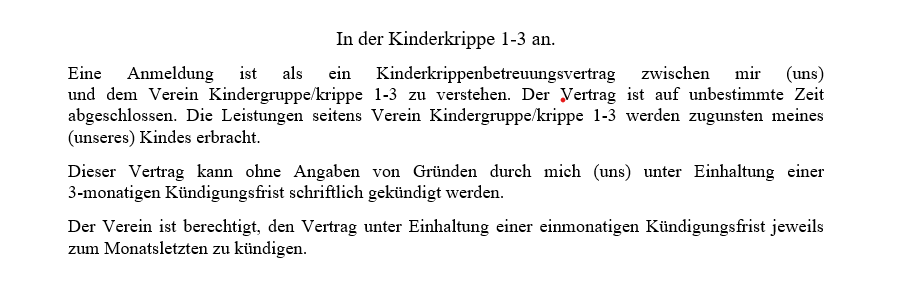 In der Kinderkrippe 1-3 an.
Eine Anmeldung ist als ein Kinderkrippenbetreuungsvertrag zwischen mir (uns)
und dem Verein Kindergruppe/krippe 1-3 zu verstehen. Der Vertrag ist auf unbestimmte Zeit
abgeschlossen. Die Leistungen seitens Verein Kindergruppe/krippe 1-3 werden zugunsten meines
(unseres) Kindes erbracht.
Dieser Vertrag kann ohne Angaben von Gründen durch mich (uns) unter Einhaltung einer
3-monatigen Kündigungsfrist schriftlich gekündigt werden.
Der Verein ist berechtigt, den Vertrag unter Einhaltung einer einmonatigen Kündigungsfrist jeweils
zum Monatsletzten zu kündigen.